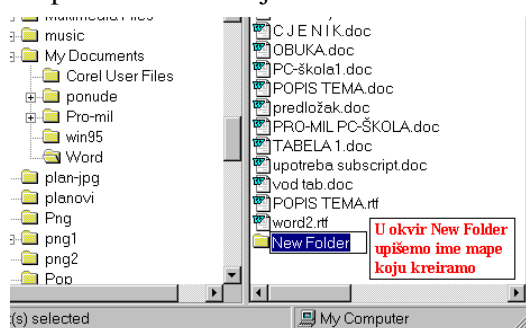 music
My Documents
Corel User Files
ponude
Pro-mil
win95
Word
plan-jpg
planovi
Png
png1
png2
Pop
C J E N I K.doc
OBUKA.doc
PC-škola1.doc
POPIS TEMA.doc
predložak.doc
PRO-MIL PC-ŠKOLA.doc
TABELA 1.doc
upotreba subscript.doc
vod tab.doc
POPIS TEMA.rtf
word2.rtf
New Folder
U okvir New Folder
upišemo ime mape
koju kreiramo
(s) selected
My Computer